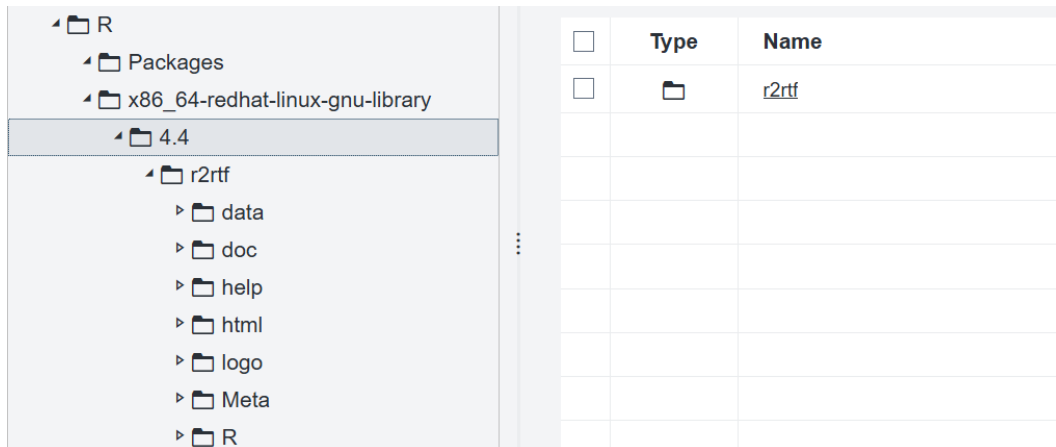 R
Packages
x86_64-redhat-linux-gnu-library
4.4
r2rtf
data
doc
help
html
logo
Meta
R
Type Name
r2rtf